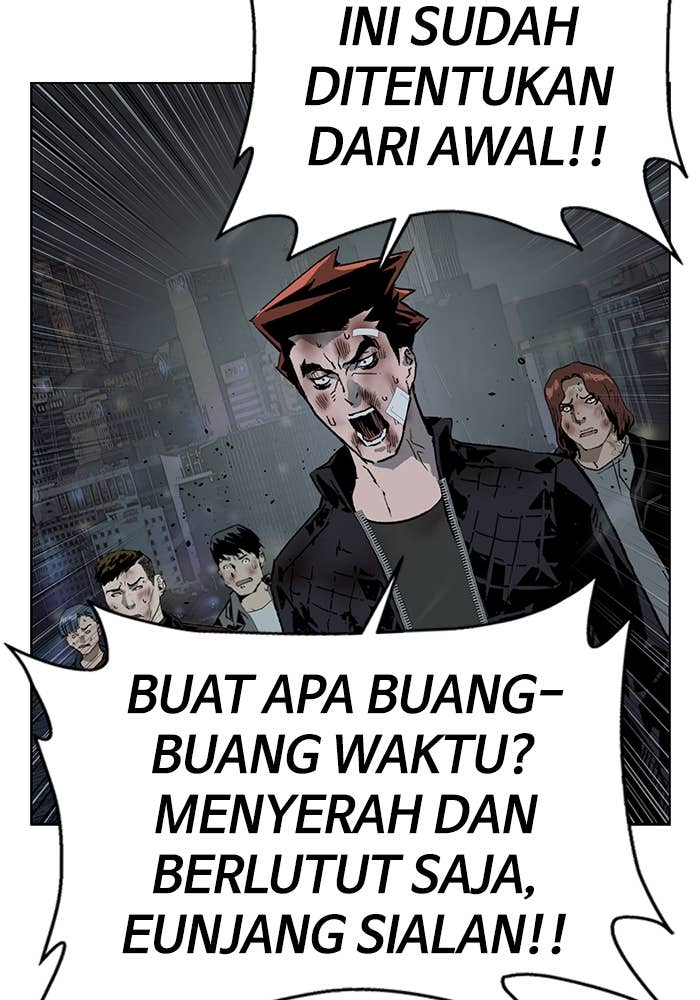 INI SUDAH
DITENTUKAN
DARI AWAL!!
BUAT APA BUANG-
BUANG WAKTU?
MENYERAH DAN
BERLUTUT SAJA,
EUNJANG SIALAN!!